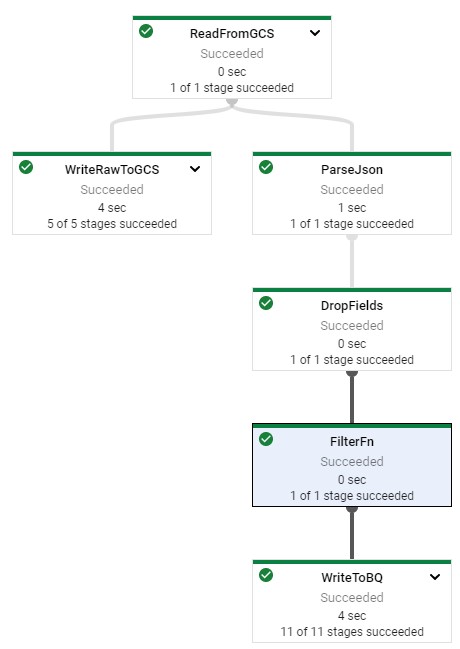 ReadFromGCS
Succeeded
0 sec
1 of 1 stage succeeded
WriteRawToGCS
Succeeded
4 sec
5 of 5 stages succeeded
ParseJson
Succeeded
1 sec
1 of 1 stage succeeded
DropFields
Succeeded
0 sec
1 of 1 stage succeeded
FilterFn
Succeeded
0 sec
1 of 1 stage succeeded
WriteToBQ
Succeeded
4 sec
11 of 11 stages succeeded